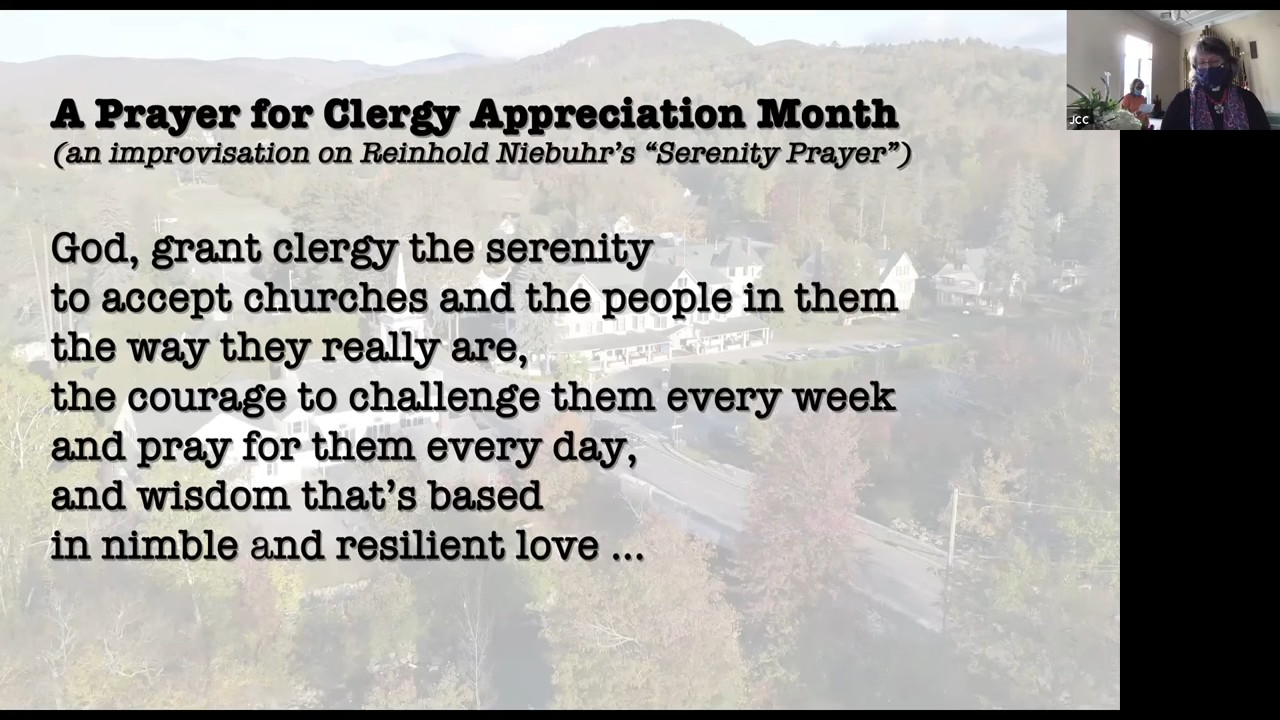 A Prayer for Clergy Appreciation Month
(an improvisation on Reinhold Niebuhr’s “Serenity Prayer”)
God, grant clergy the serenity
to accept churches and the people in them
the way they really are,
the courage to challenge them every week
and pray for them every day,
and wisdom that’s based
in nimble and resilient love ...
JCC